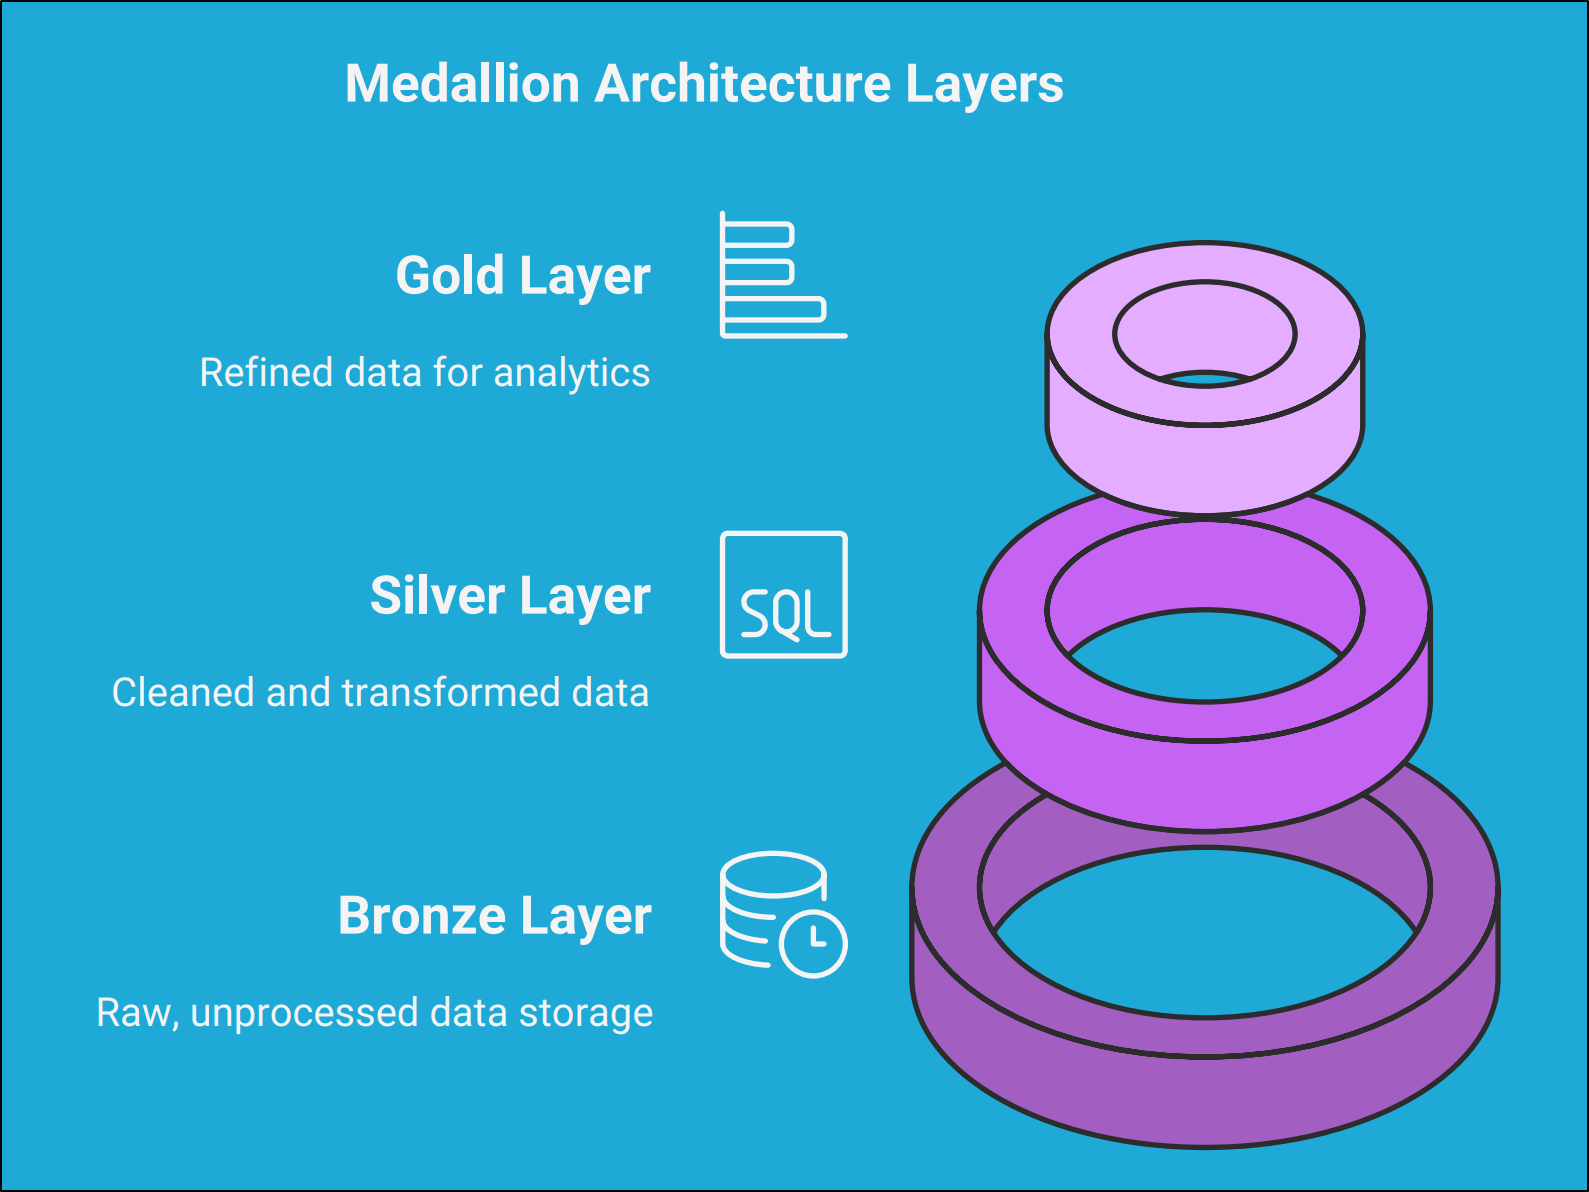 Medallion Architecture Layers
Gold Layer
Refined data for analytics
Silver Layer
SQL
Cleaned and transformed data
Bronze Layer
Raw, unprocessed data storage